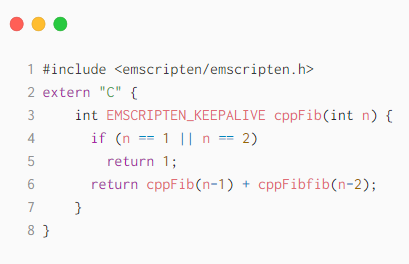 1 #include <emscripten/emscripten.h>
2 extern "C" {
3     int EMSCRIPTEN_KEEPALIVE cppFib(int n) {
4       if (n == 1 || n == 2)
5         return 1;
6       return cppFib(n-1) + cppFibfib(n-2);
7     }
8 }